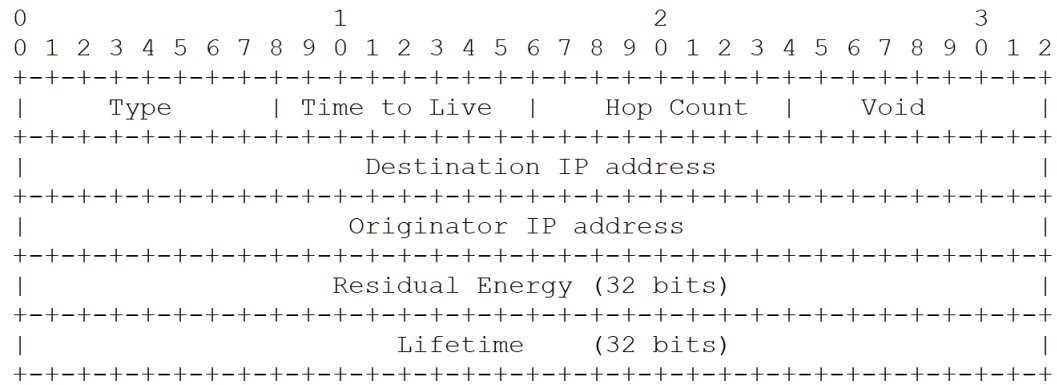 0                   1                   2                   3
0 1 2 3 4 5 6 7 8 9 0 1 2 3 4 5 6 7 8 9 0 1 2 3 4 5 6 7 8 9 0 1 2
+-+-+-+-+-+-+-+-+-+-+-+-+-+-+-+-+-+-+-+-+-+-+-+-+-+-+-+-+-+-+-+-+
|     Type      | Time to Live  |    Hop Count  |    Void       |
+-+-+-+-+-+-+-+-+-+-+-+-+-+-+-+-+-+-+-+-+-+-+-+-+-+-+-+-+-+-+-+-+
|                     Destination IP address                    |
+-+-+-+-+-+-+-+-+-+-+-+-+-+-+-+-+-+-+-+-+-+-+-+-+-+-+-+-+-+-+-+-+
|                    Originator IP address                      |
+-+-+-+-+-+-+-+-+-+-+-+-+-+-+-+-+-+-+-+-+-+-+-+-+-+-+-+-+-+-+-+-+
|                   Residual Energy (32 bits)                   |
+-+-+-+-+-+-+-+-+-+-+-+-+-+-+-+-+-+-+-+-+-+-+-+-+-+-+-+-+-+-+-+-+
|                       Lifetime    (32 bits)                   |
+-+-+-+-+-+-+-+-+-+-+-+-+-+-+-+-+-+-+-+-+-+-+-+-+-+-+-+-+-+-+-+-+